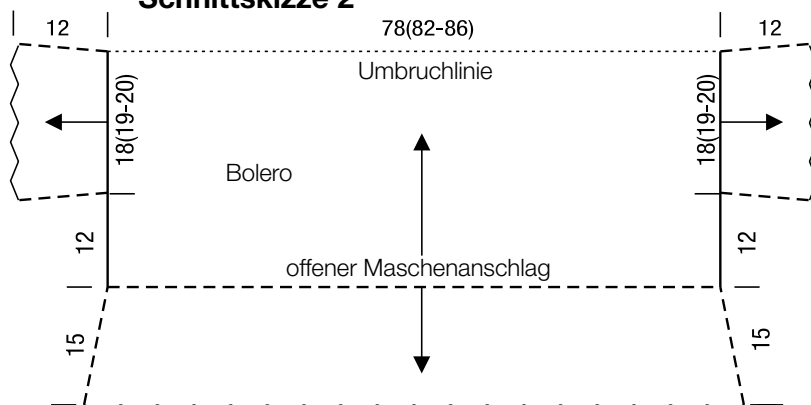 Schnittskizze 2
12 78(82-86) 12
Umbruchlinie
18(19-20) 18(19-20)
Bolero
12 12
offener Maschenanschlag
15 15